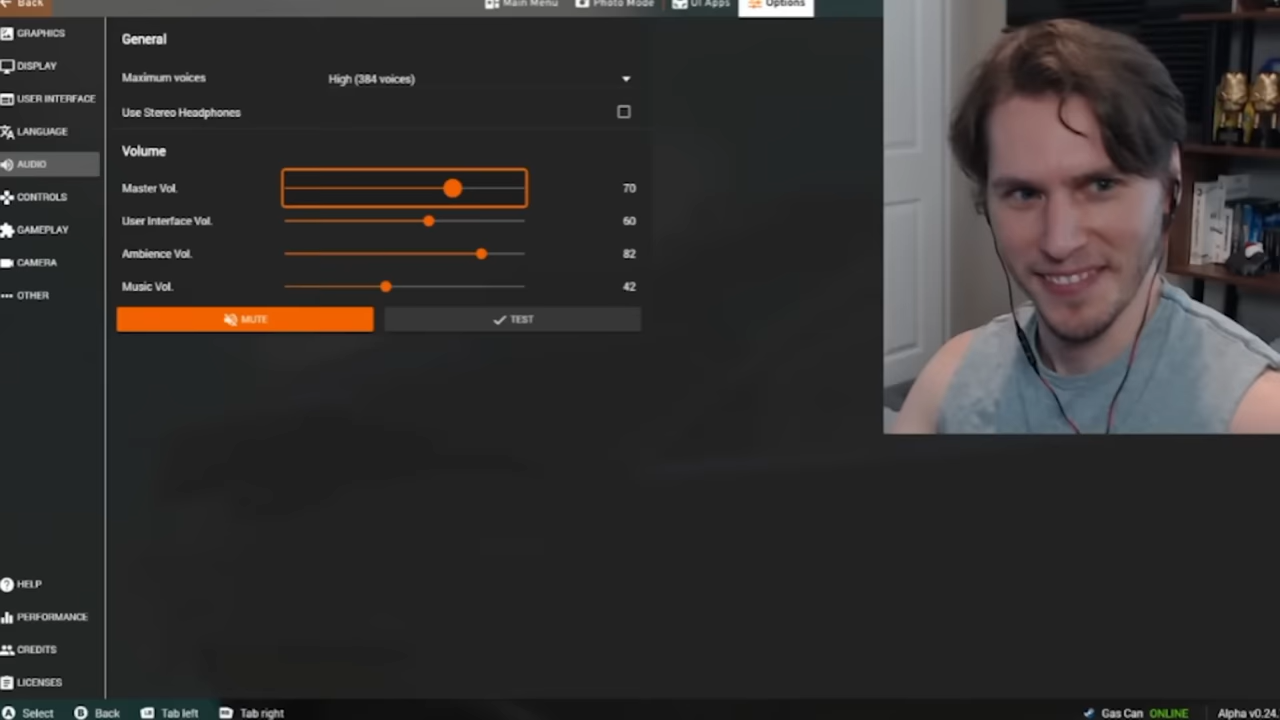 Back
Main Menu
Photo Mode
UI Apps
Options
GRAPHICS
DISPLAY
USER INTERFACE
LANGUAGE
AUDIO
CONTROLS
GAMEPLAY
CAMERA
OTHER
General
Maximum voices
High (384 voices)
Use Stereo Headphones
Volume
Master Vol.
70
User Interface Vol.
60
Ambience Vol.
82
Music Vol.
42
MUTE
TEST
HELP
PERFORMANCE
CREDITS
LICENSES
A Select
B Back
Tab left
Tab right
Gas Can ONLINE
Alpha v0.24.